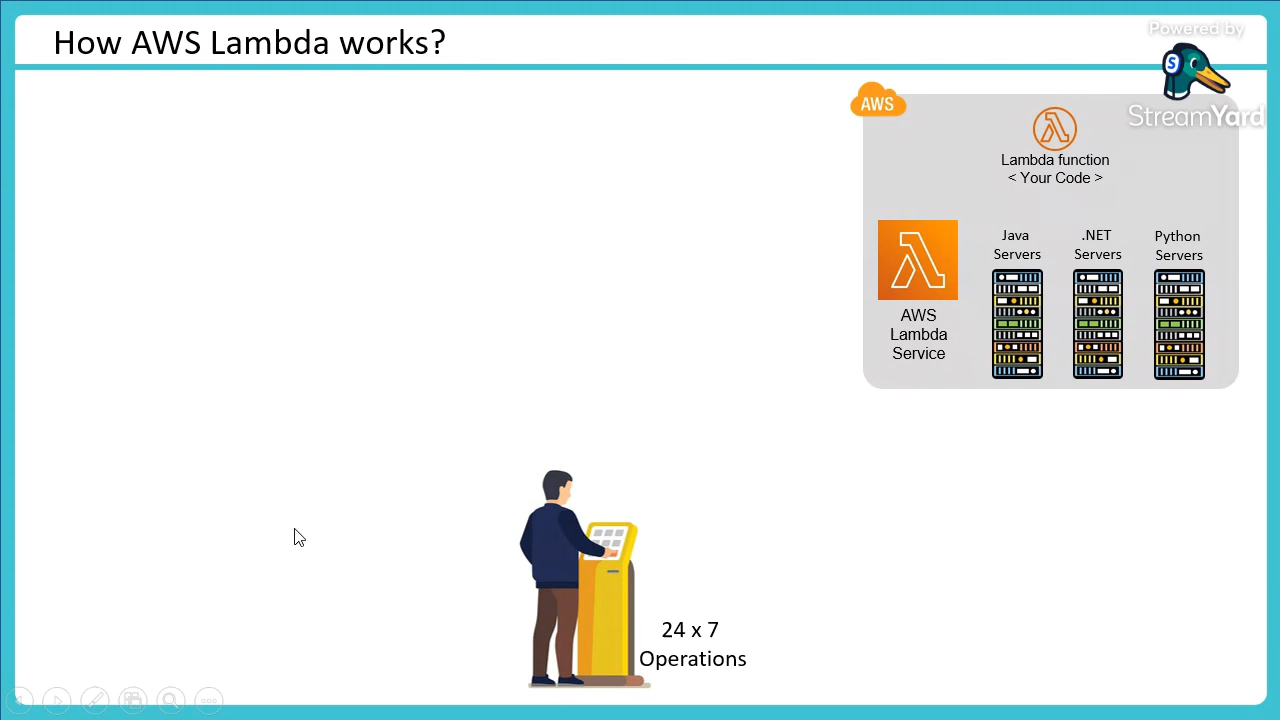 How AWS Lambda works?
Powered by
S
StreamYard
AWS
Lambda function
< Your Code >
Java
Servers
.NET
Servers
Python
Servers
AWS
Lambda
Service
24 x 7
Operations